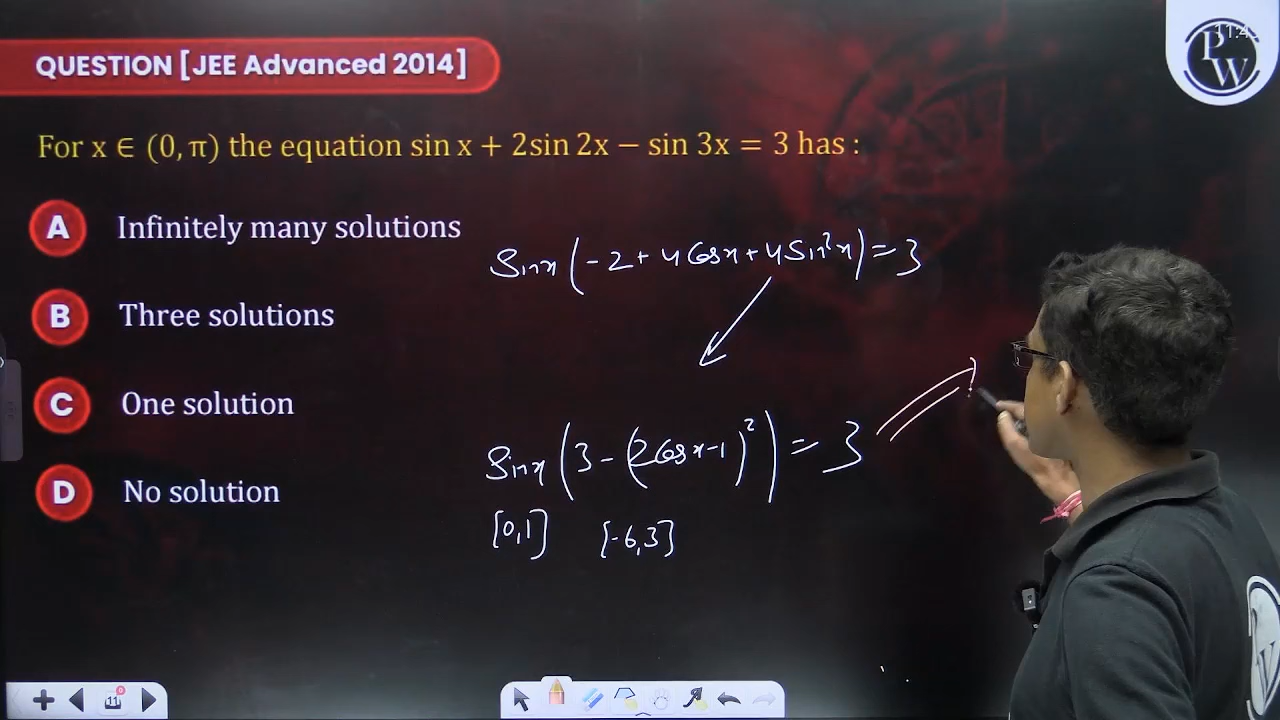 QUESTION [JEE Advanced 2014]
For x ∈ (0, π) the equation sin x + 2sin 2x − sin 3x = 3 has :
A Infinitely many solutions
B Three solutions
C One solution
D No solution
Sinx(-2+4Cosx+4Sin²x)=3
Sinx(3-(2Cosx-1)²)=3
[0,1] [-6,3]
PW
11